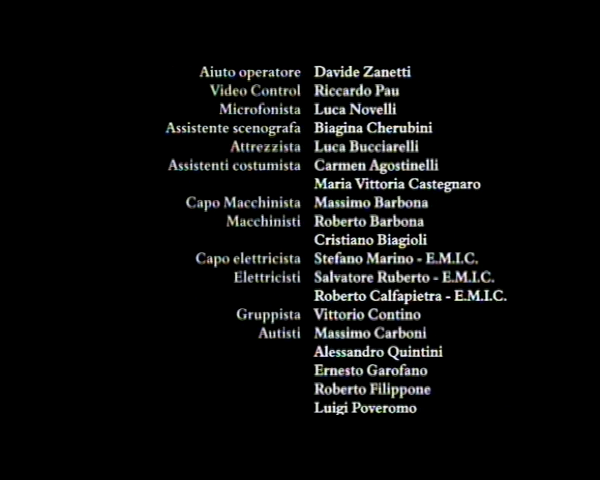 Aiuto operatore Davide Zanetti
Video Control Riccardo Pau
Microfonista Luca Novelli
Assistente scenografa Biagina Cherubini
Attrezzista Luca Bucciarelli
Assistenti costumista Carmen Agostinelli
Maria Vittoria Castegnaro
Capo Macchinista Massimo Barbona
Macchinisti Roberto Barbona
Cristiano Biagioli
Capo elettricista Stefano Marino - E.M.I.C.
Elettricisti Salvatore Ruberto - E.M.I.C.
Roberto Calfapietra - E.M.I.C.
Gruppista Vittorio Contino
Autisti Massimo Carboni
Alessandro Quintini
Ernesto Garofano
Roberto Filippone
Luigi Poveromo